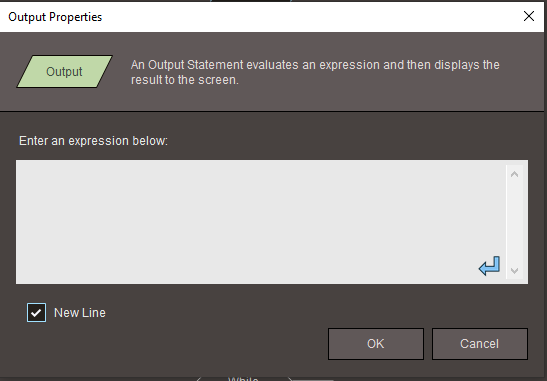 Output Properties
Output
An Output Statement evaluates an expression and then displays the
result to the screen.
Enter an expression below:
New Line
OK
Cancel
While